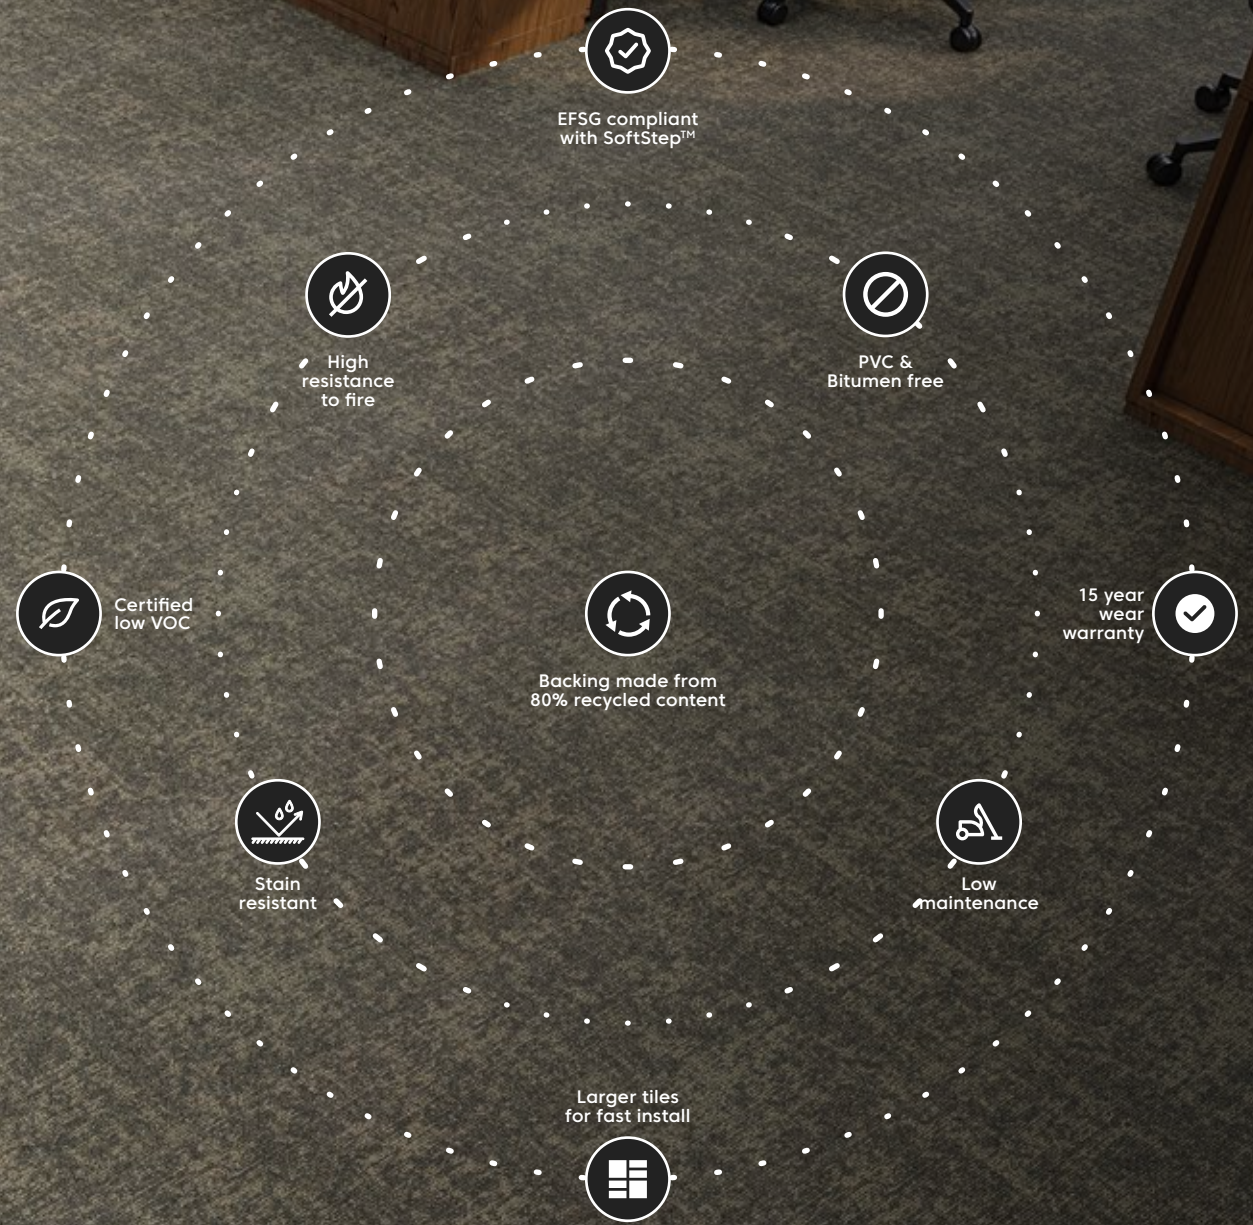 EFSG compliant
with SoftStep™
High
resistance
to fire
PVC &
Bitumen free
Certified
low VOC
15 year
wear
warranty
Backing made from
80% recycled content
Stain
resistant
Low
maintenance
Larger tiles
for fast install